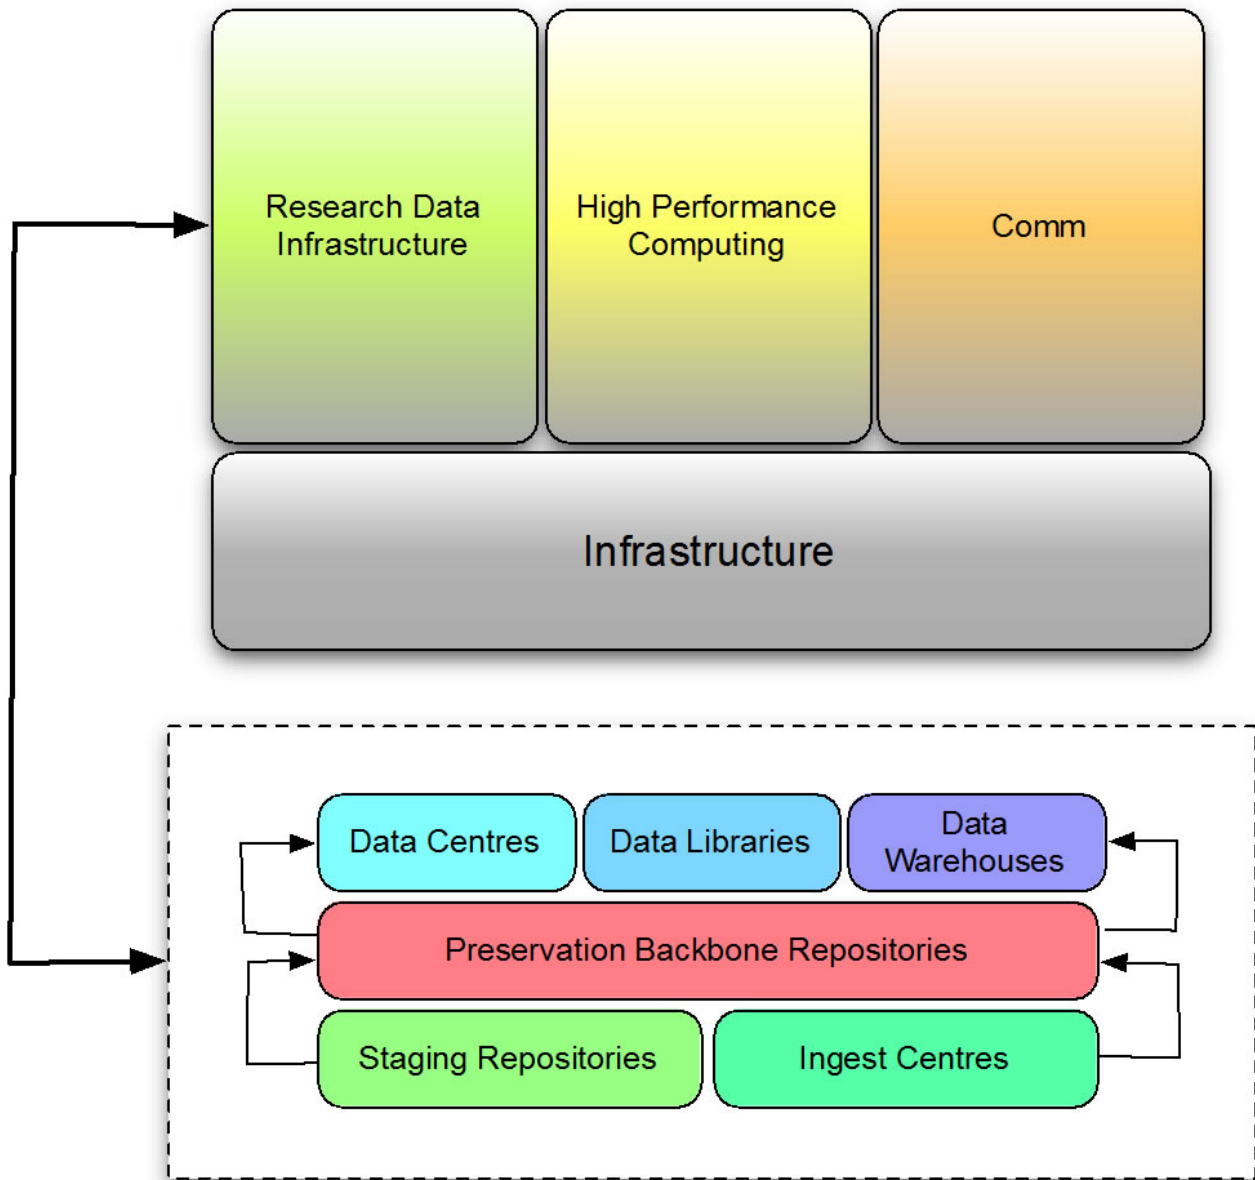 Research Data
Infrastructure
High Performance
Computing
Comm
Infrastructure
Data Centres
Data Libraries
Data
Warehouses
Preservation Backbone Repositories
Staging Repositories
Ingest Centres